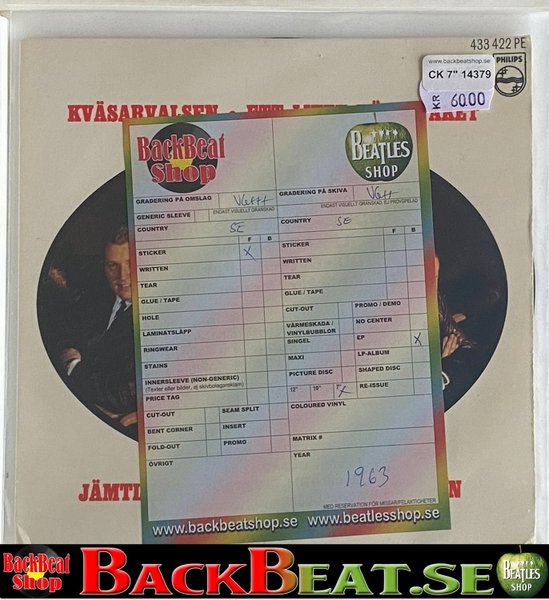 433 422 PE
www.backbeatshop.se
CK 7" 14379
KR 60.00
PHILIPS
KVÄSARVALSEN •
BackBeat
Shop
BEATLES
SHOP
GRADERING PÅ OMSLAG VG+++
ENDAST VISUELLT GRANSKAD
GENERIC SLEEVE
COUNTRY SE
F B
STICKER X
WRITTEN
TEAR
GLUE / TAPE
HOLE
LAMINATSLÄPP
RINGWEAR
STAINS
INNERSLEEVE (NON-GENERIC)
(Texter eller bilder, ej skivbolagsreklam)
PRICE TAG
CUT-OUT SEAM SPLIT
BENT CORNER INSERT
FOLD-OUT PROMO
ÖVRIGT
GRADERING PÅ SKIVA VG++
ENDAST VISUELLT GRANSKAD, EJ PROVSPELAD
COUNTRY SE
F B
STICKER
WRITTEN
TEAR
GLUE / TAPE
CUT-OUT PROMO / DEMO
VÄRMESKADA / VINYLBUBBLOR NO CENTER
SINGEL EP X
MAXI LP-ALBUM
PICTURE DISC SHAPED DISC
12" 10" 7" X RE-ISSUE
COLOURED VINYL
MATRIX #
YEAR
1963
MED RESERVATION FÖR MISSAR/FELAKTIGHETER
www.backbeatshop.se www.beatlesshop.se
JÄMTL
N
BackBeat
Shop
BACKBEAT.SE
BEATLES
SHOP